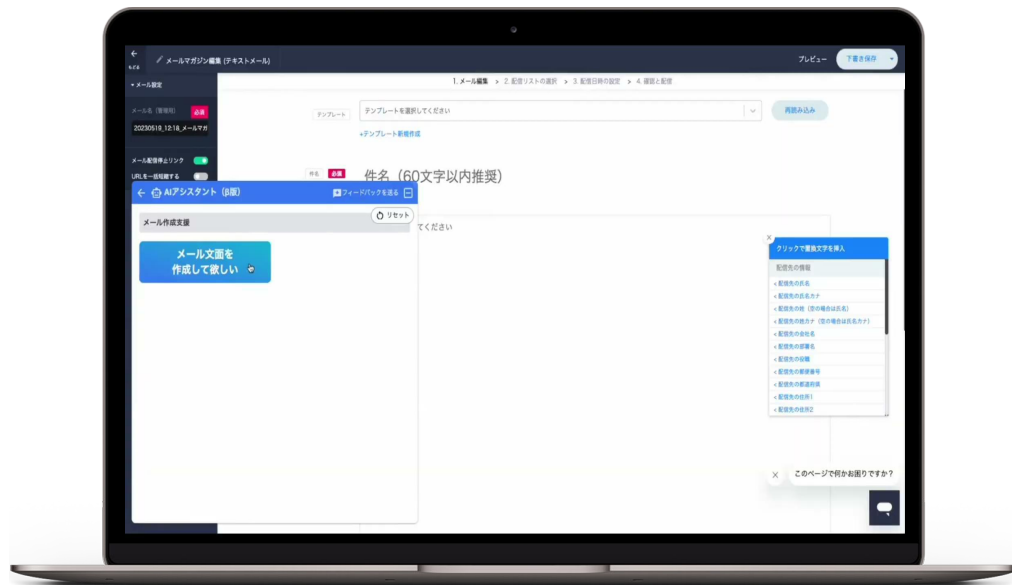 もどる
メールマガジン編集 (テキストメール)
プレビュー
下書き保存
メール設定
1. メール編集 > 2. 配信リストの選択 > 3. 配信日時の設定 > 4. 確認と配信
メール名（管理用） 必須
20230519_12:18_メールマガ
テンプレート
テンプレートを選択してください
再読み込み
+テンプレート新規作成
メール配信停止リンク
URLを一括短縮する
件名 必須
件名（60文字以内推奨）
AIアシスタント（β版）
フィードバックを送る
メール作成支援
リセット
てください
メール文面を
作成して欲しい
クリックで置換文字を挿入
配信先の情報
< 配信先の氏名
< 配信先の氏名カナ
< 配信先の姓（空の場合は氏名）
< 配信先の姓カナ（空の場合は氏名カナ）
< 配信先の会社名
< 配信先の部署名
< 配信先の役職
< 配信先の郵便番号
< 配信先の都道府県
< 配信先の住所1
< 配信先の住所2
このページで何かお困りですか？